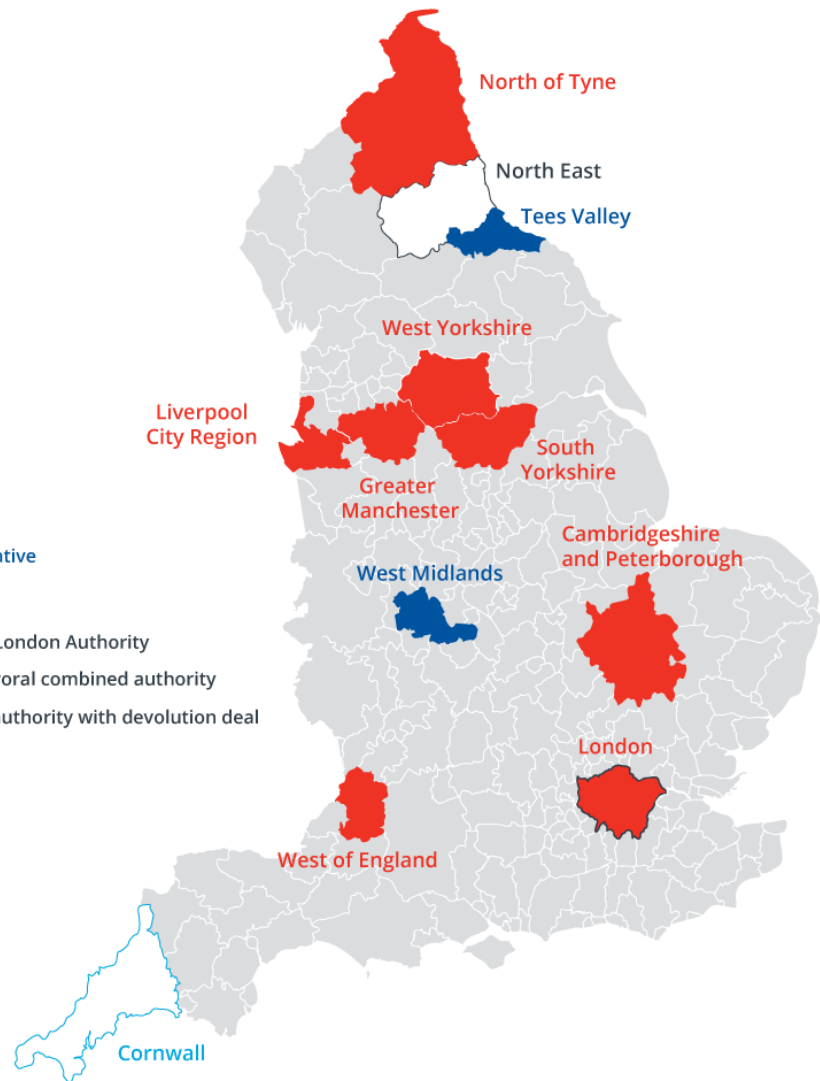 North of Tyne
North East
Tees Valley
West Yorkshire
Liverpool
City Region
South
Yorkshire
Greater
Manchester
Cambridgeshire
and Peterborough
ative
West Midlands
London Authority
oral combined authority
uthority with devolution deal
London
West of England
Cornwall